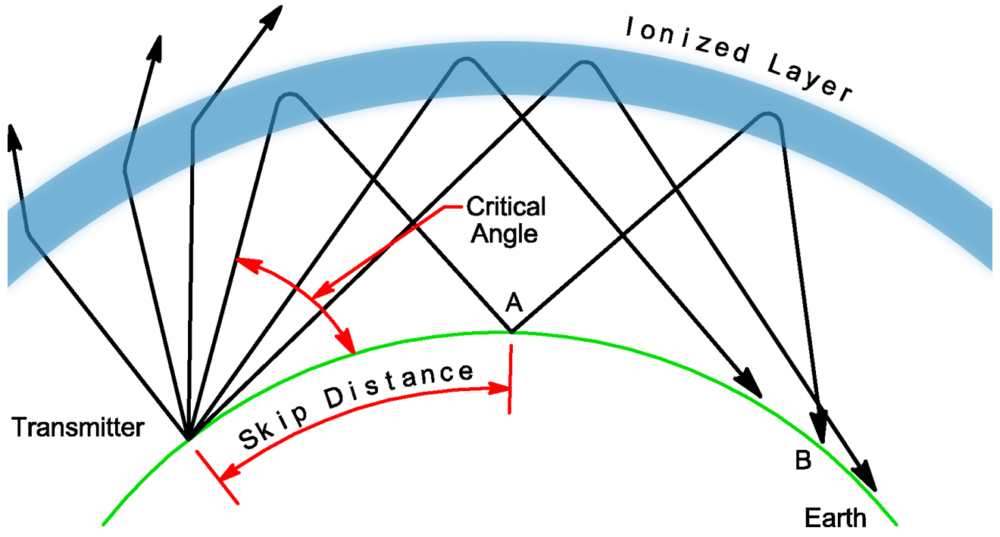 Ionized Layer
Critical
Angle
A
Skip Distance
Transmitter
B
Earth